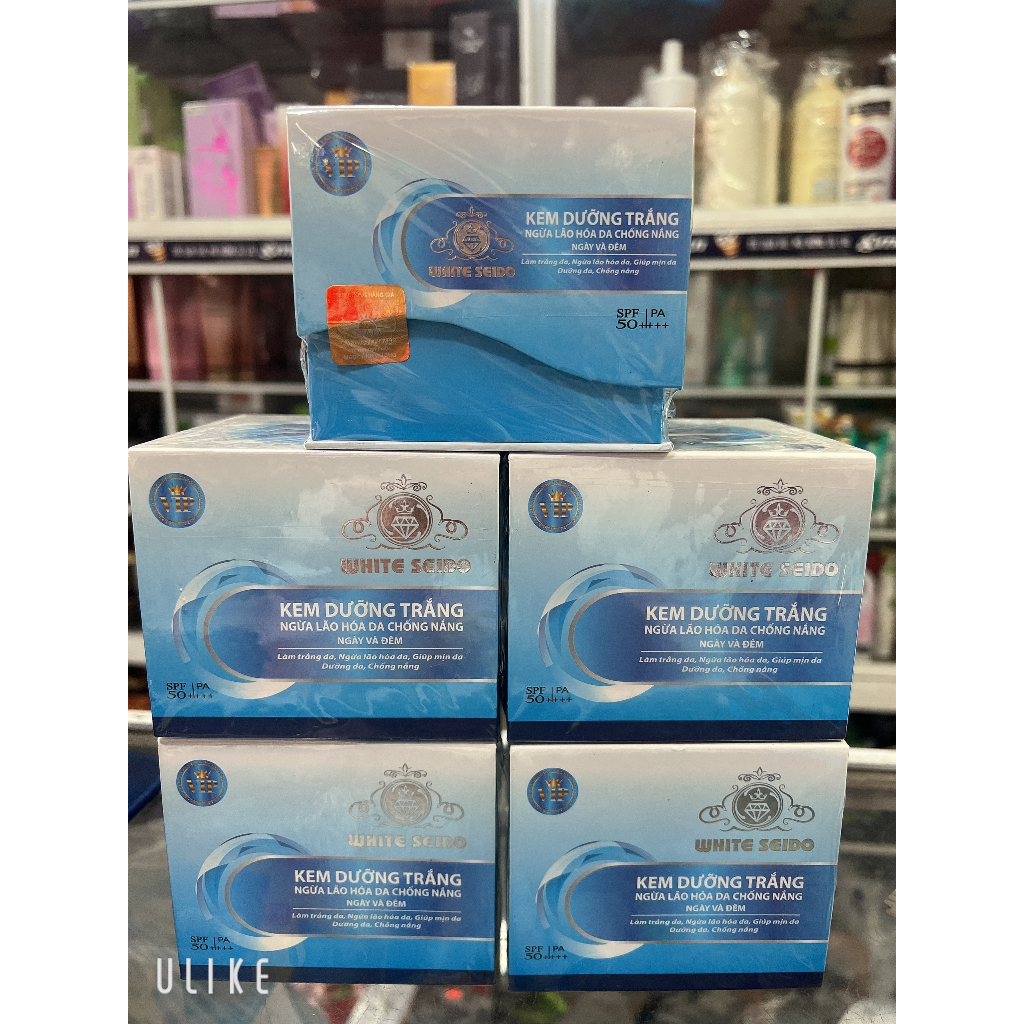 VIP
KEM DƯỠNG TRẮNG
NGỪA LÃO HÓA DA CHỐNG NẮNG
NGÀY VÀ ĐÊM
WHITE SEIDO
Làm trắng da, Ngừa lão hóa da, Giúp mịn da
Dưỡng da, Chống nắng
SPF PA
50++++
VIP
WHITE SEIDO
KEM DƯỠNG TRẮNG
NGỪA LÃO HÓA DA CHỐNG NẮNG
NGÀY VÀ ĐÊM
Làm trắng da, Ngừa lão hóa da, Giúp mịn da
Dưỡng da, Chống nắng
SPF PA
50++++
VIP
WHITE SEIDO
KEM DƯỠNG TRẮNG
NGỪA LÃO HÓA DA CHỐNG NẮNG
NGÀY VÀ ĐÊM
Làm trắng da, Ngừa lão hóa da, Giúp mịn da
Dưỡng da, Chống nắng
SPF PA
50++++
VIP
WHITE SEIDO
KEM DƯỠNG TRẮNG
NGỪA LÃO HÓA DA CHỐNG NẮNG
NGÀY VÀ ĐÊM
Làm trắng da, Ngừa lão hóa da, Giúp mịn da
Dưỡng da, Chống nắng
SPF PA
50++++
VIP
WHITE SEIDO
KEM DƯỠNG TRẮNG
NGỪA LÃO HÓA DA CHỐNG NẮNG
NGÀY VÀ ĐÊM
Làm trắng da, Ngừa lão hóa da, Giúp mịn da
Dưỡng da, Chống nắng
SPF PA
50++++
ULIKE